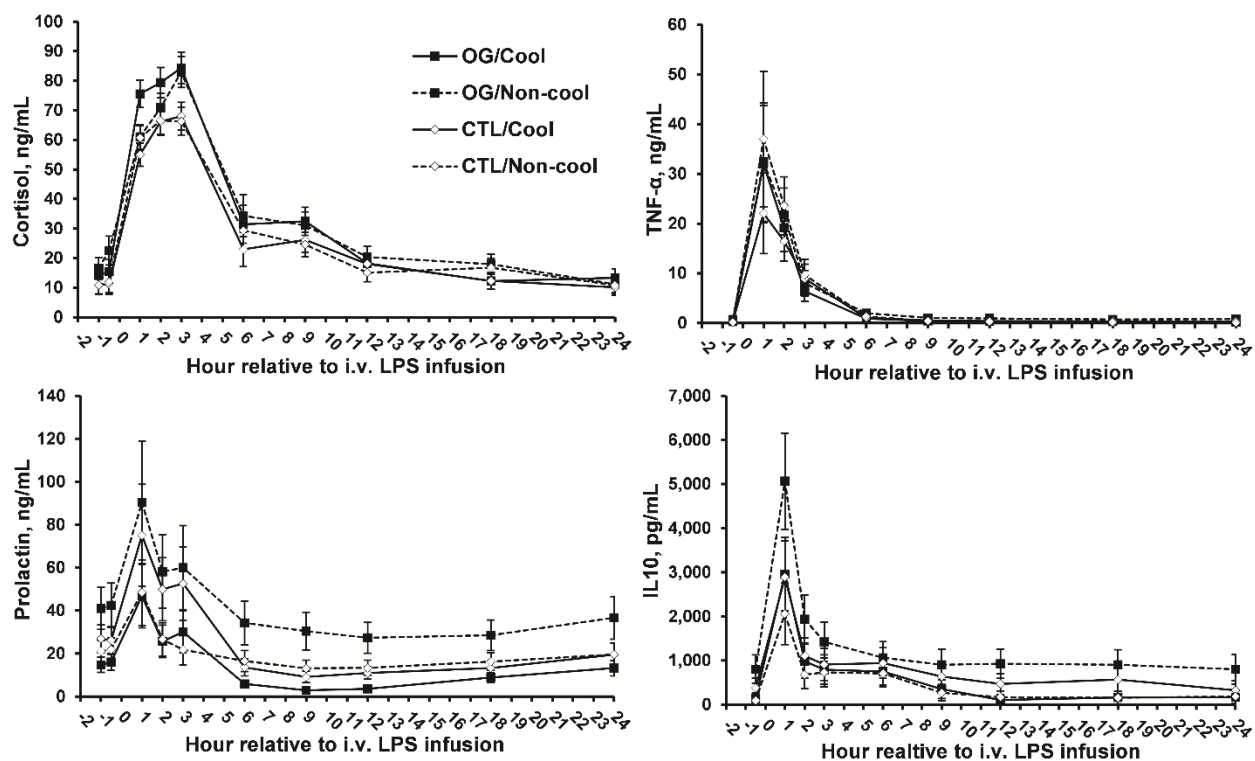 100
90
80
70
60
50
40
30
20
10
0
Cortisol, ng/mL
OG/Cool
OG/Non-cool
CTL/Cool
CTL/Non-cool
-2 -1 0 1 2 3 4 5 6 7 8 9 10 11 12 13 14 15 16 17 18 19 20 21 22 23 24
Hour relative to i.v. LPS infusion
60
50
40
30
20
10
0
TNF-α, ng/mL
-2 -1 0 1 2 3 4 5 6 7 8 9 10 11 12 13 14 15 16 17 18 19 20 21 22 23 24
Hour relative to i.v. LPS infusion
140
120
100
80
60
40
20
0
Prolactin, ng/mL
-2 -1 0 1 2 3 4 5 6 7 8 9 10 11 12 13 14 15 16 17 18 19 20 21 22 23 24
Hour relative to i.v. LPS infusion
7,000
6,000
5,000
4,000
3,000
2,000
1,000
0
IL10, pg/mL
-2 -1 0 1 2 3 4 5 6 7 8 9 10 11 12 13 14 15 16 17 18 19 20 21 22 23 24
Hour realtive to i.v. LPS infusion